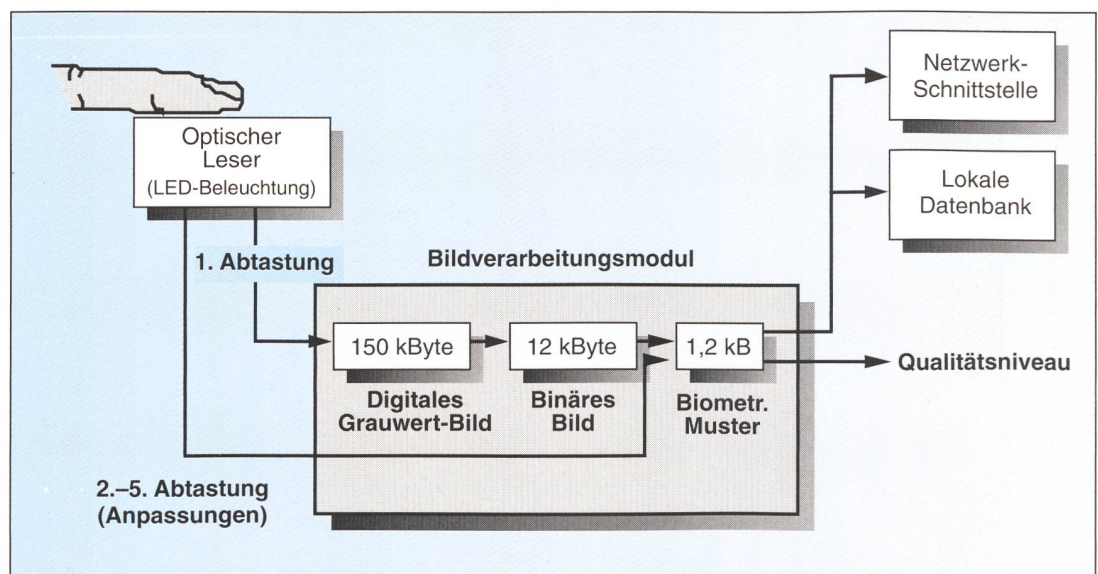 Netzwerk-
Schnittstelle
Optischer
Leser
(LED-Beleuchtung)
Lokale
Datenbank
1. Abtastung
Bildverarbeitungsmodul
150 kByte
12 kByte
1,2 kB
Qualitätsniveau
Digitales
Grauwert-Bild
Binäres
Bild
Biometr.
Muster
2.–5. Abtastung
(Anpassungen)